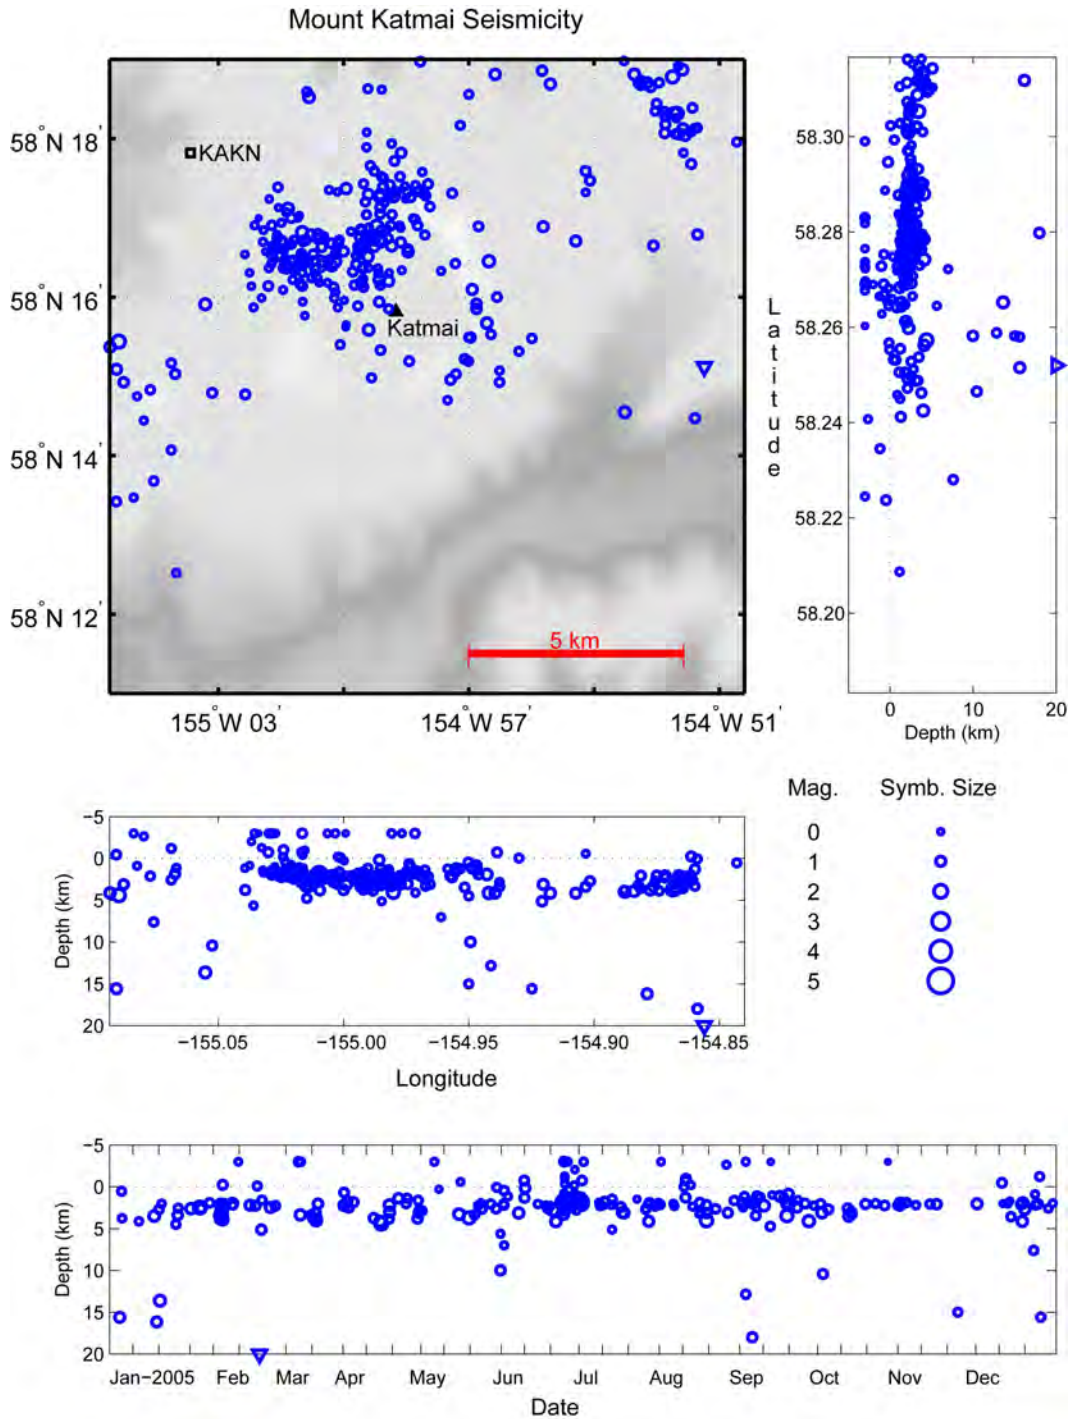 Mount Katmai Seismicity
58°N 18'
58°N 16'
58°N 14'
58°N 12'
KAKN
Katmai
5 km
155°W 03'
154°W 57'
154°W 51'
Latitude
58.30
58.28
58.26
58.24
58.22
58.20
0 10 20
Depth (km)
−5
0
5
10
15
20
Depth (km)
−155.05 −155.00 −154.95 −154.90 −154.85
Longitude
Mag. Symb. Size
0
1
2
3
4
5
−5
0
5
10
15
20
Depth (km)
Jan−2005 Feb Mar Apr May Jun Jul Aug Sep Oct Nov Dec
Date